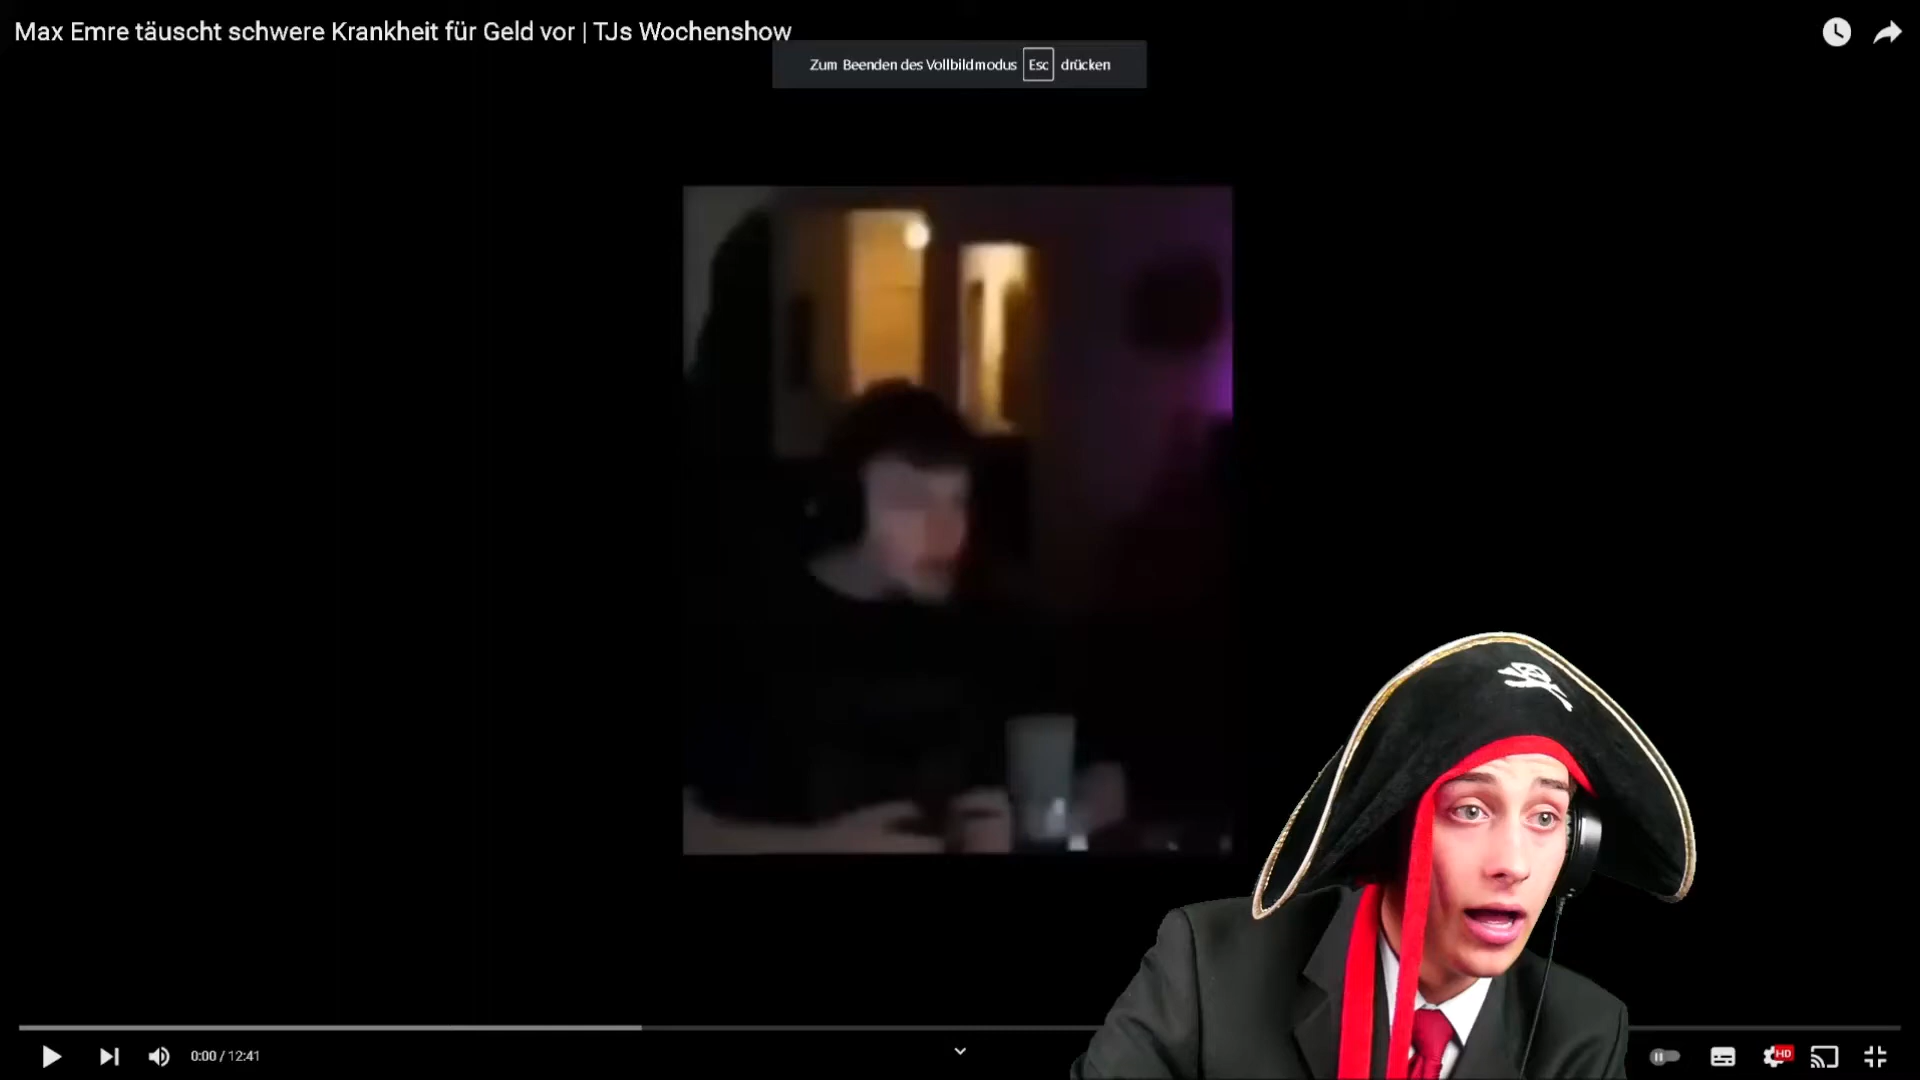 Max Emre täuscht schwere Krankheit für Geld vor | TJs Wochenshow
Zum Beenden des Vollbildmodus Esc drücken
0:00 / 12:41
HD